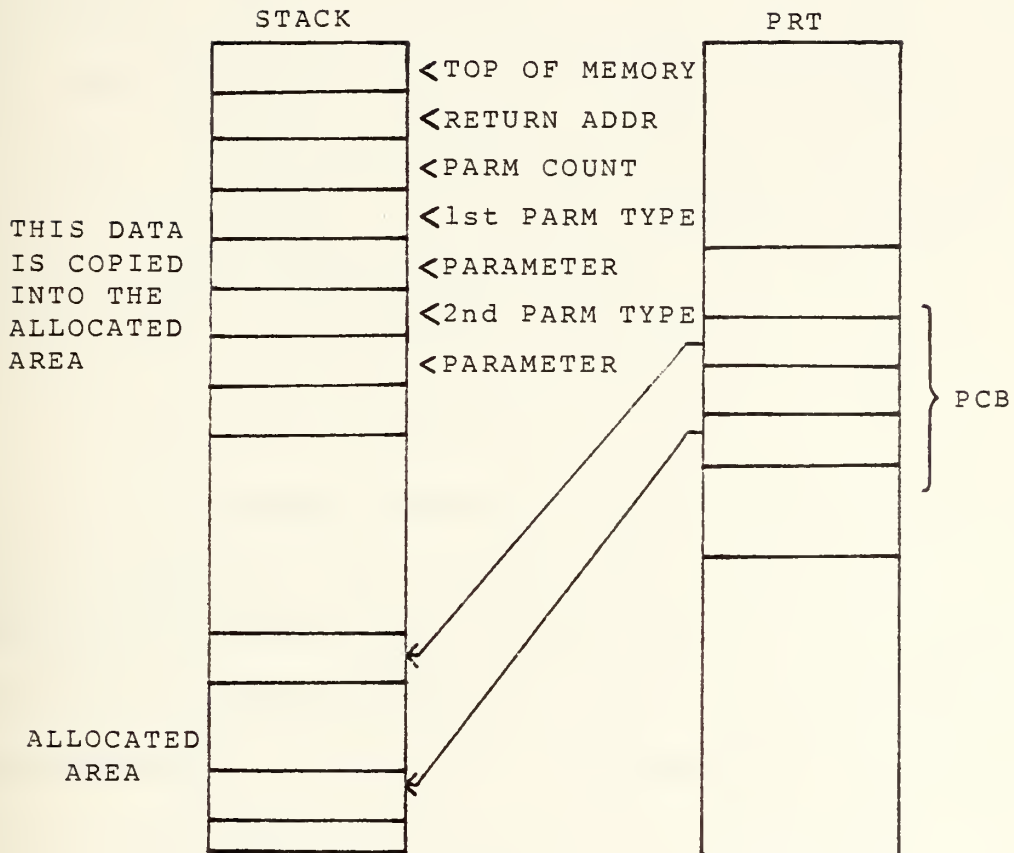 STACK
PRT
<TOP OF MEMORY
<RETURN ADDR
<PARM COUNT
<1st PARM TYPE
<PARAMETER
<2nd PARM TYPE
<PARAMETER
THIS DATA
IS COPIED
INTO THE
ALLOCATED
AREA
PCB
ALLOCATED
AREA